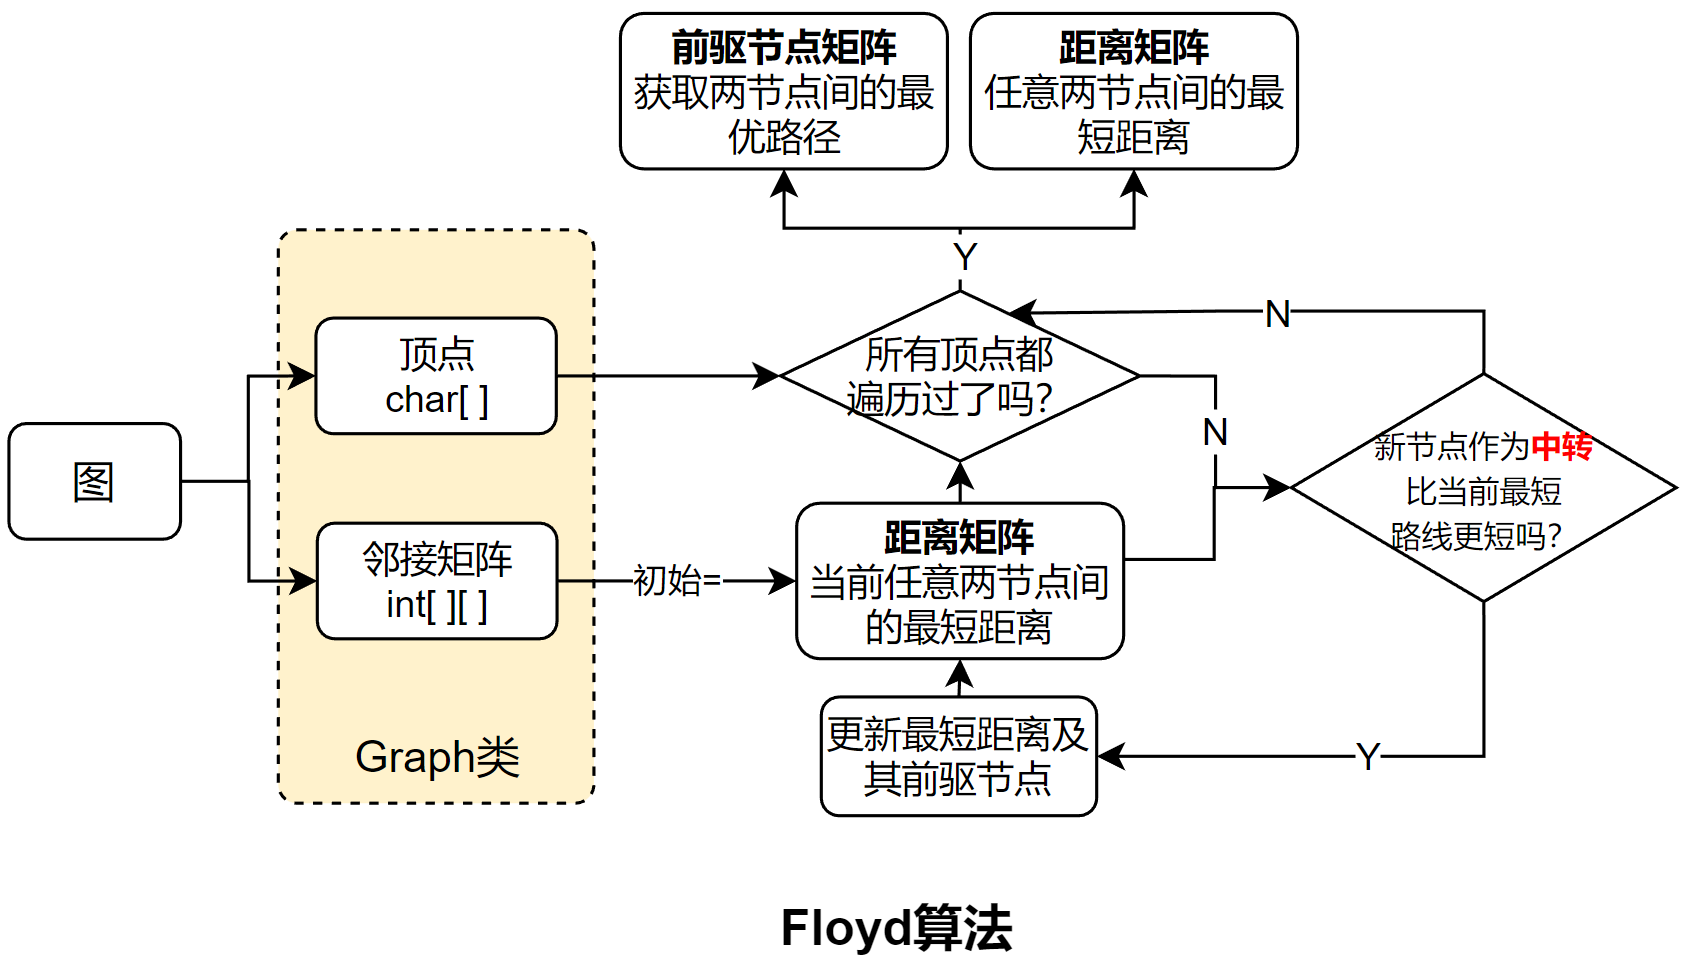 前驱节点矩阵
获取两节点间的最
优路径
距离矩阵
任意两节点间的最
短距离
Y
N
顶点
char[ ]
所有顶点都
遍历过了吗?
N
新节点作为中转
比当前最短
路线更短吗?
图
邻接矩阵
int[ ][ ]
初始=
距离矩阵
当前任意两节点间
的最短距离
Graph类
更新最短距离及
其前驱节点
Y
Floyd算法